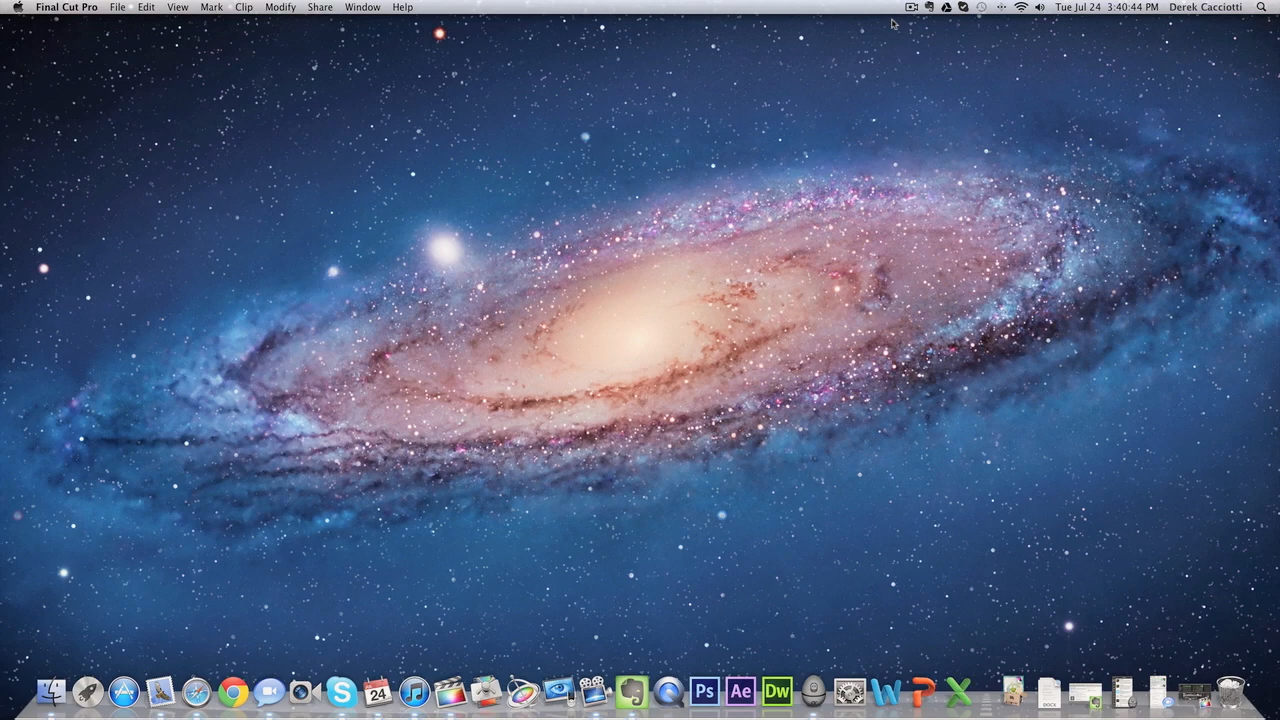 Final Cut Pro File Edit View Mark Clip Modify Share Window Help Tue Jul 24 3:40:44 PM Derek Cacciotti
24 Ps Ae Dw DOCX